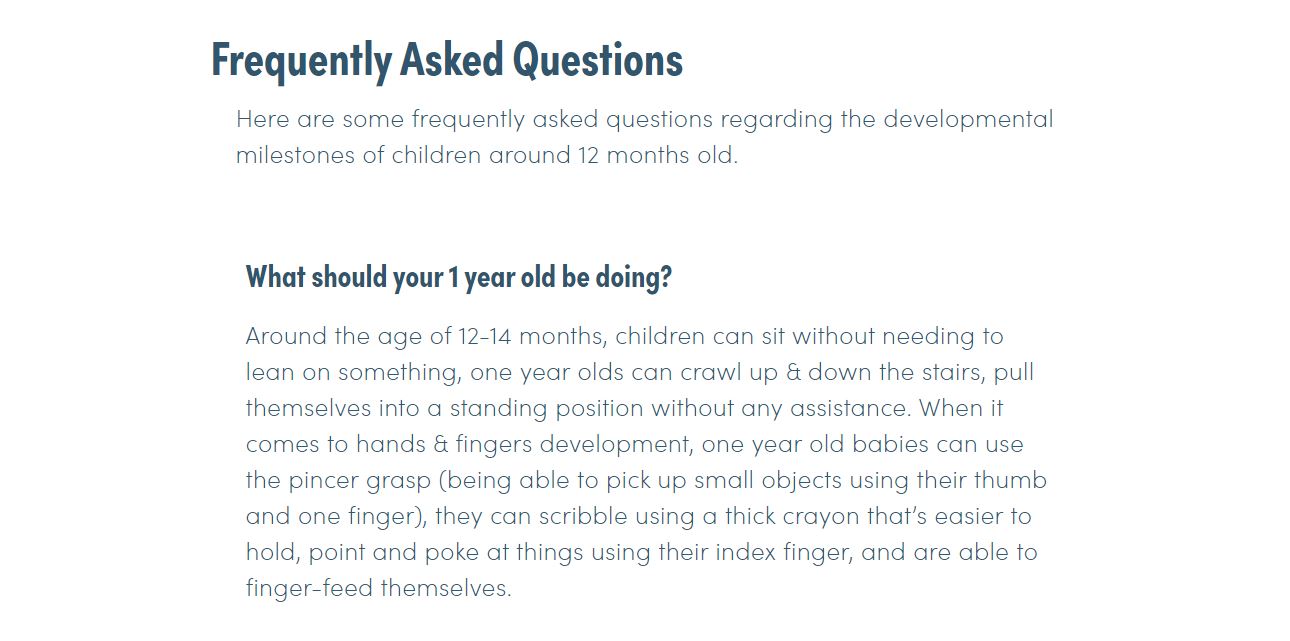 Frequently Asked Questions
Here are some frequently asked questions regarding the developmental
milestones of children around 12 months old.
What should your 1 year old be doing?
Around the age of 12-14 months, children can sit without needing to
lean on something, one year olds can crawl up & down the stairs, pull
themselves into a standing position without any assistance. When it
comes to hands & fingers development, one year old babies can use
the pincer grasp (being able to pick up small objects using their thumb
and one finger), they can scribble using a thick crayon that’s easier to
hold, point and poke at things using their index finger, and are able to
finger-feed themselves.